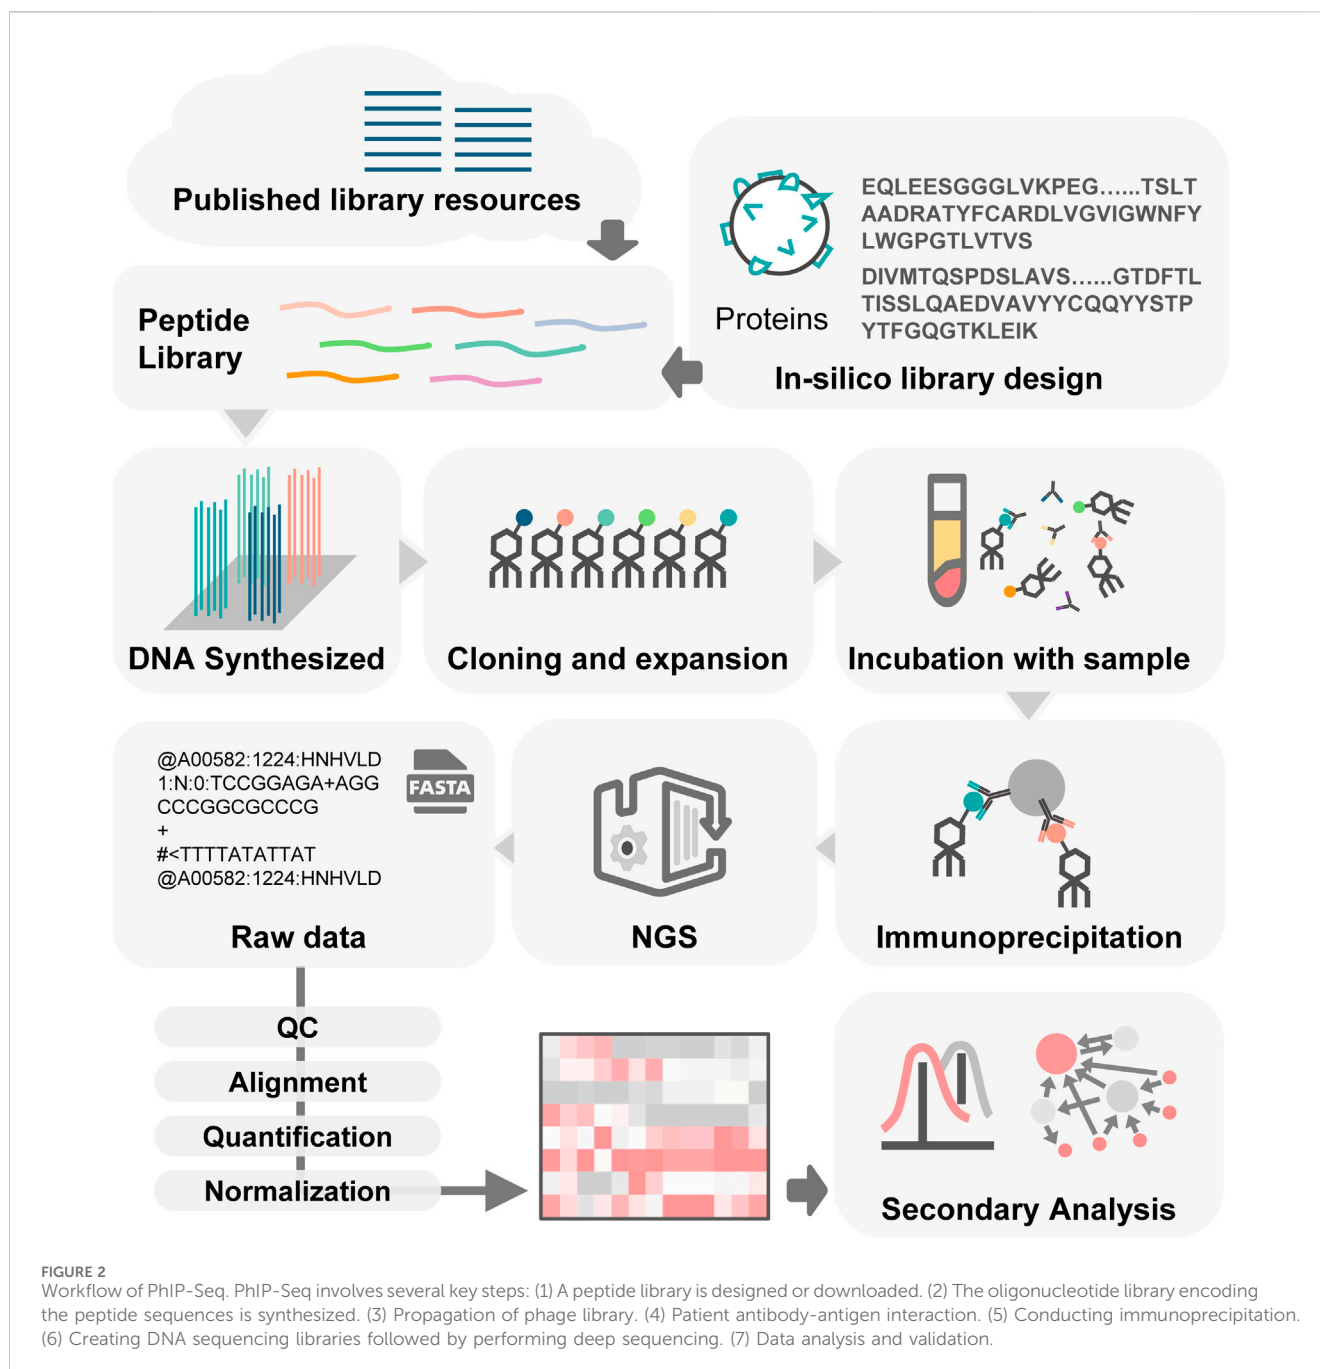 Published library resources
EQLEESGGGLVKPEG......TSLT
AADRATYFCARDLVGVIGWNFY
LWGPGTLVTVS
DIVMTQSPDSLAVS......GTDFTL
TISSLQAEDVAVYYCQQYYSTP
YTFGQGTKLEIK
Proteins
In-silico library design
Peptide
Library
DNA Synthesized
Cloning and expansion
Incubation with sample
@A00582:1224:HNHVLD
1:N:0:TCCGGAGA+AGG
CCCGGCGCCCG
+
#<TTTTATATTAT
@A00582:1224:HNHVLD
FASTA
Raw data
NGS
Immunoprecipitation
QC
Alignment
Quantification
Normalization
Secondary Analysis
FIGURE 2
Workflow of PhIP-Seq. PhIP-Seq involves several key steps: (1) A peptide library is designed or downloaded. (2) The oligonucleotide library encoding
the peptide sequences is synthesized. (3) Propagation of phage library. (4) Patient antibody-antigen interaction. (5) Conducting immunoprecipitation.
(6) Creating DNA sequencing libraries followed by performing deep sequencing. (7) Data analysis and validation.